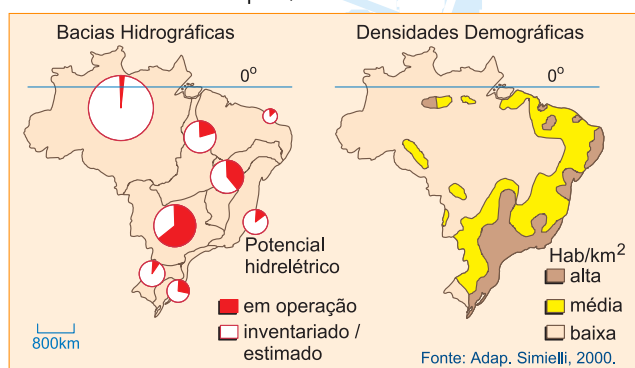 Bacias Hidrográficas
0º
Potencial
hidrelétrico
em operação
inventariado /
estimado
800km
Densidades Demográficas
0º
Hab/km²
alta
média
baixa
Fonte: Adap. Simielli, 2000.